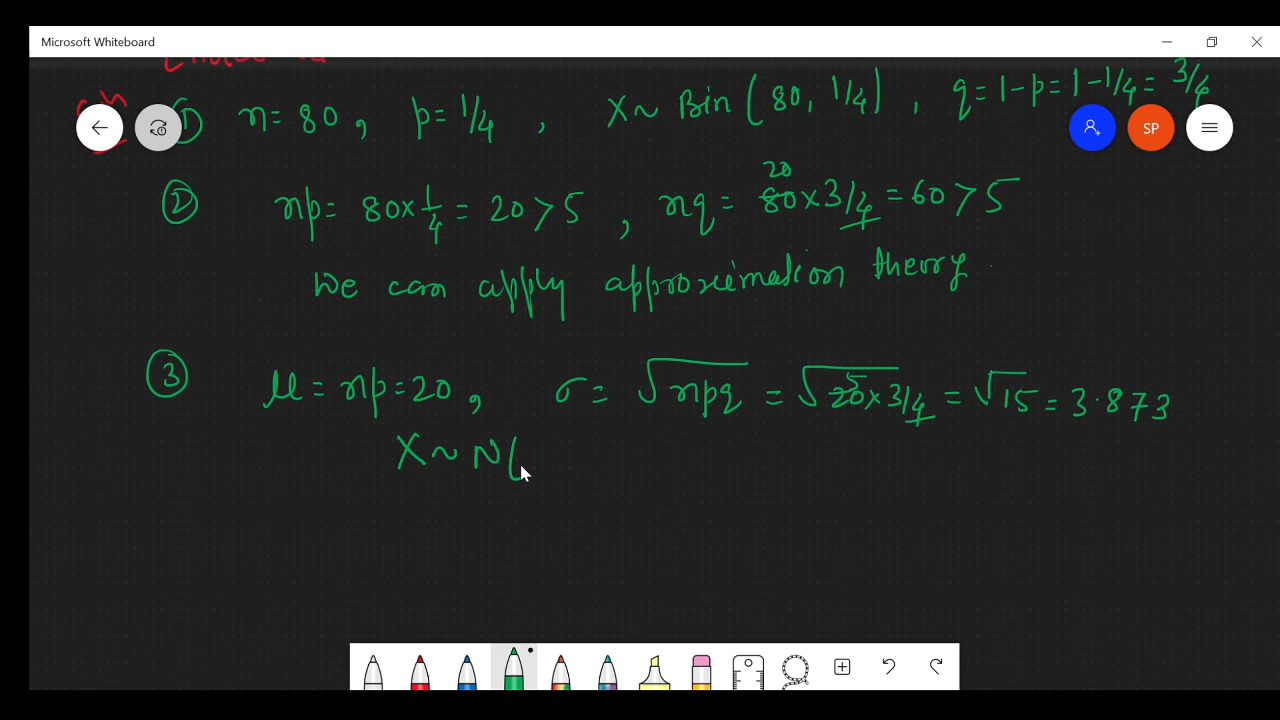 Microsoft Whiteboard
① n=80, p=1/4, X~ Bin (80, 1/4), q=1-p=1-1/4=3/4
SP
20
② np= 80×1/4= 20>5, nq= 80×3/4=60>5
We can apply approximation theory.
③ μ= np=20, σ= √npq = √20×3/4 = √15= 3.873
X~N(